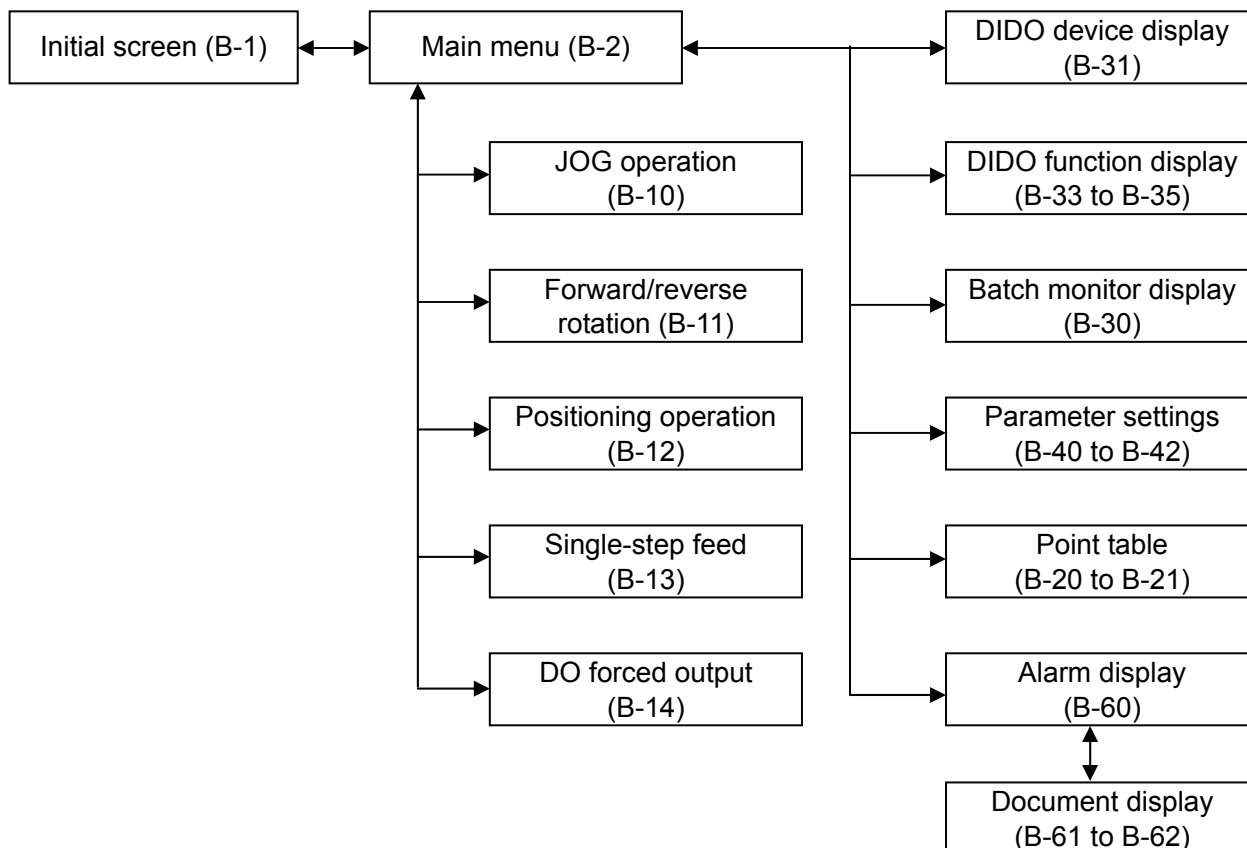 Initial screen (B-1)
Main menu (B-2)
DIDO device display
(B-31)
JOG operation
(B-10)
DIDO function display
(B-33 to B-35)
Forward/reverse
rotation (B-11)
Batch monitor display
(B-30)
Positioning operation
(B-12)
Parameter settings
(B-40 to B-42)
Single-step feed
(B-13)
Point table
(B-20 to B-21)
DO forced output
(B-14)
Alarm display
(B-60)
Document display
(B-61 to B-62)